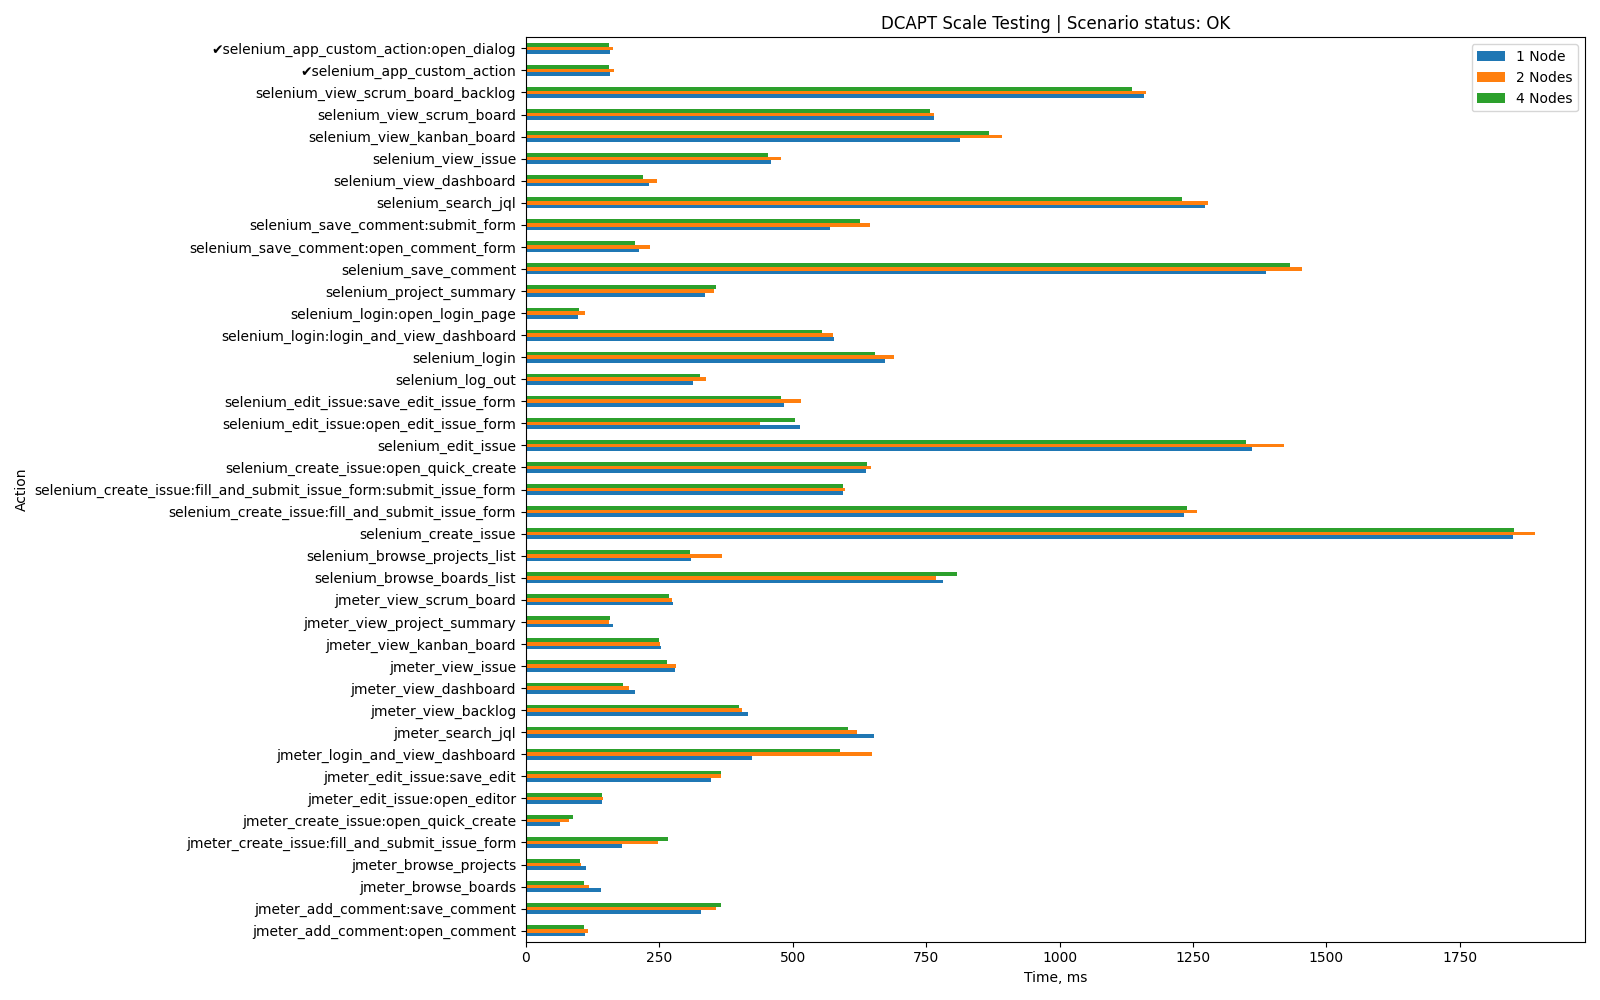 DCAPT Scale Testing | Scenario status: OK
1 Node
2 Nodes
4 Nodes
✔selenium_app_custom_action:open_dialog
✔selenium_app_custom_action
selenium_view_scrum_board_backlog
selenium_view_scrum_board
selenium_view_kanban_board
selenium_view_issue
selenium_view_dashboard
selenium_search_jql
selenium_save_comment:submit_form
selenium_save_comment:open_comment_form
selenium_save_comment
selenium_project_summary
selenium_login:open_login_page
selenium_login:login_and_view_dashboard
selenium_login
selenium_log_out
selenium_edit_issue:save_edit_issue_form
selenium_edit_issue:open_edit_issue_form
selenium_edit_issue
selenium_create_issue:open_quick_create
selenium_create_issue:fill_and_submit_issue_form:submit_issue_form
selenium_create_issue:fill_and_submit_issue_form
selenium_create_issue
selenium_browse_projects_list
selenium_browse_boards_list
jmeter_view_scrum_board
jmeter_view_project_summary
jmeter_view_kanban_board
jmeter_view_issue
jmeter_view_dashboard
jmeter_view_backlog
jmeter_search_jql
jmeter_login_and_view_dashboard
jmeter_edit_issue:save_edit
jmeter_edit_issue:open_editor
jmeter_create_issue:open_quick_create
jmeter_create_issue:fill_and_submit_issue_form
jmeter_browse_projects
jmeter_browse_boards
jmeter_add_comment:save_comment
jmeter_add_comment:open_comment
Action
0 250 500 750 1000 1250 1500 1750
Time, ms